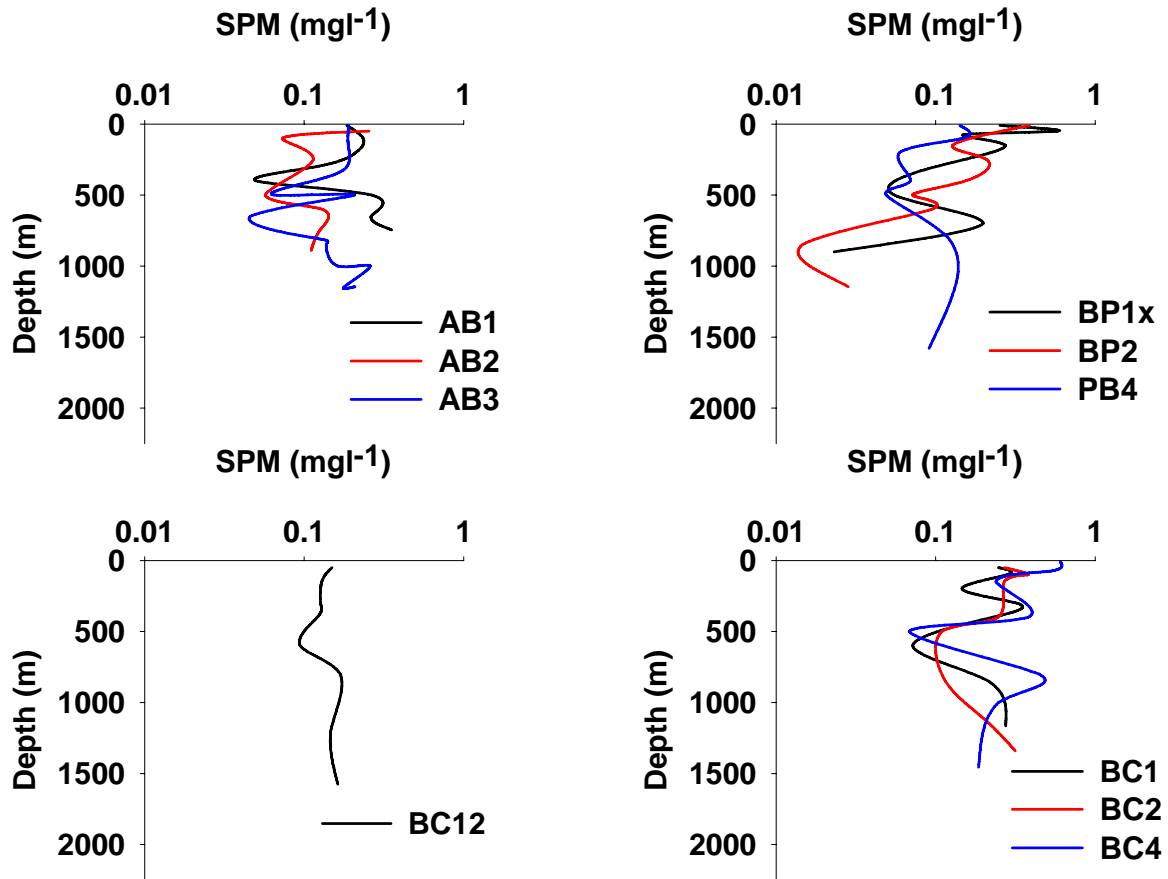 SPM (mgl-1)
0.01 0.1 1
0
500
1000
1500
2000
Depth (m)
AB1
AB2
AB3
SPM (mgl-1)
0.01 0.1 1
0
500
1000
1500
2000
Depth (m)
BP1x
BP2
PB4
SPM (mgl-1)
0.01 0.1 1
0
500
1000
1500
2000
Depth (m)
BC12
SPM (mgl-1)
0.01 0.1 1
0
500
1000
1500
2000
Depth (m)
BC1
BC2
BC4